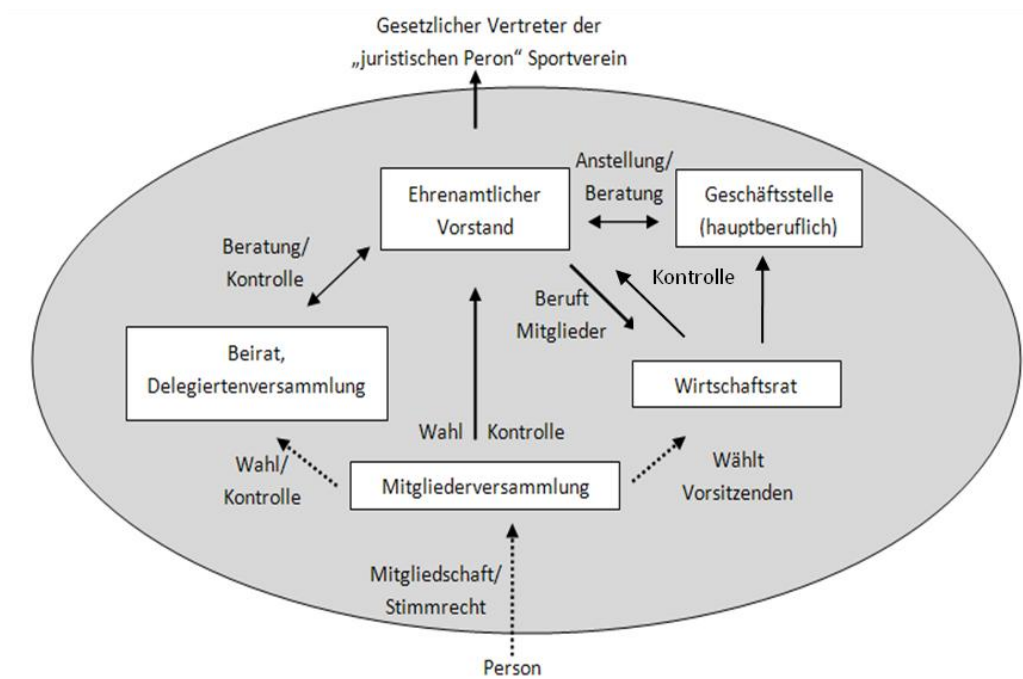 Gesetzlicher Vertreter der
„juristischen Peron“ Sportverein
Anstellung/
Beratung
Ehrenamtlicher
Vorstand
Geschäftsstelle
(hauptberuflich)
Beratung/
Kontrolle
Kontrolle
Beruft
Mitglieder
Beirat,
Delegiertenversammlung
Wirtschaftsrat
Wahl Kontrolle
Wahl/
Kontrolle
Mitgliederversammlung
Wählt
Vorsitzenden
Mitgliedschaft/
Stimmrecht
Person